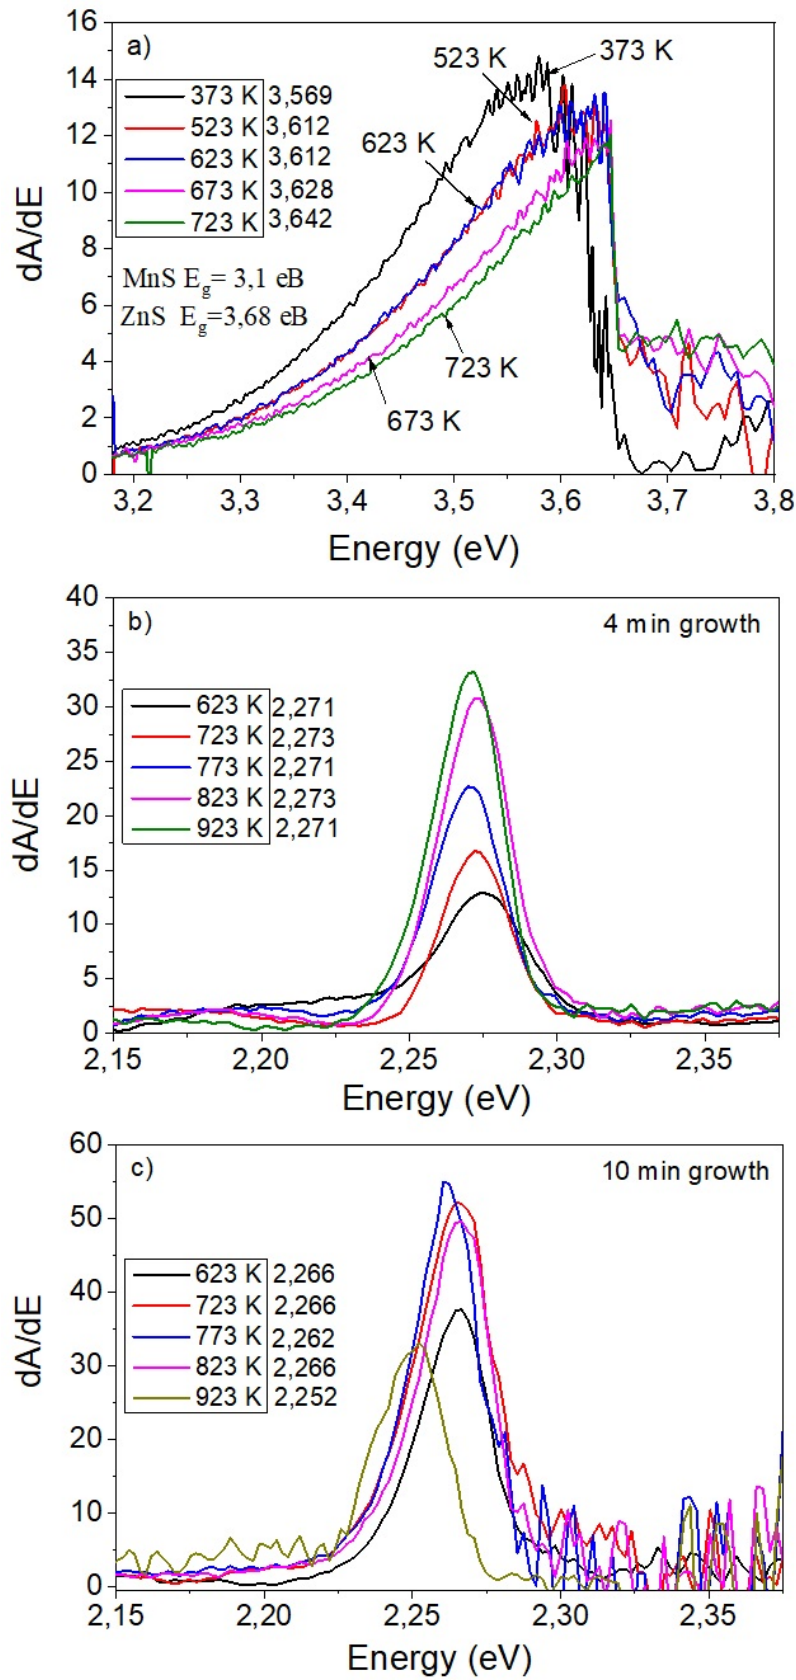 a)
16
14
12
10
8
6
4
2
0
dA/dE
373 K 3,569
523 K 3,612
623 K 3,612
673 K 3,628
723 K 3,642
523 K
373 K
623 K
MnS Eg= 3,1 eB
ZnS Eg=3,68 eB
723 K
673 K
3,2 3,3 3,4 3,5 3,6 3,7 3,8
Energy (eV)
b)
4 min growth
40
35
30
25
20
15
10
5
0
dA/dE
623 K 2,271
723 K 2,273
773 K 2,271
823 K 2,273
923 K 2,271
2,15 2,20 2,25 2,30 2,35
Energy (eV)
c)
10 min growth
60
50
40
30
20
10
0
dA/dE
623 K 2,266
723 K 2,266
773 K 2,262
823 K 2,266
923 K 2,252
2,15 2,20 2,25 2,30 2,35
Energy (eV)